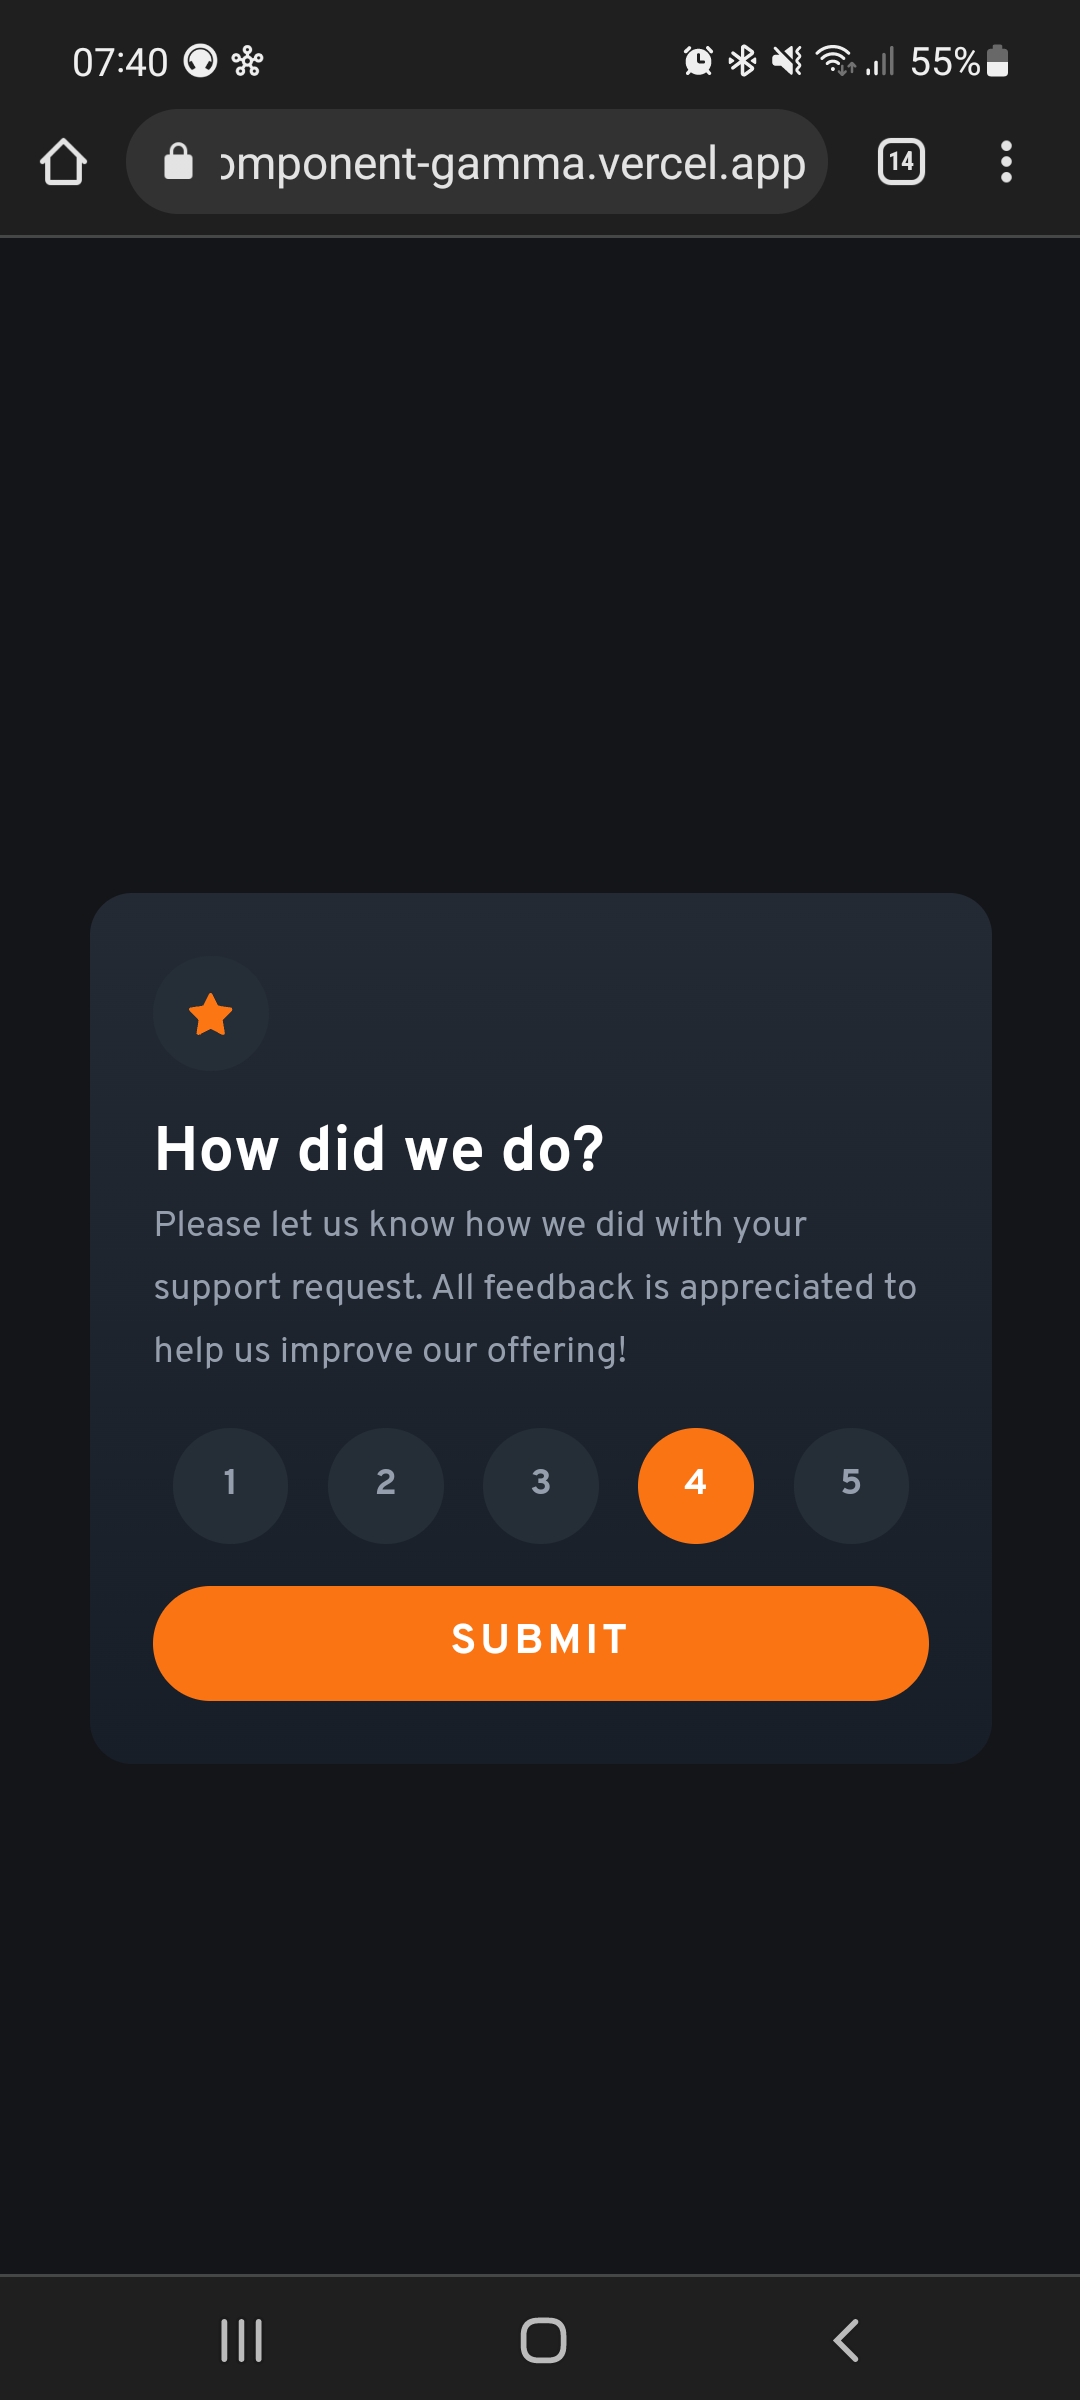 07:40 55%
omponent-gamma.vercel.app 14
How did we do?
Please let us know how we did with your
support request. All feedback is appreciated to
help us improve our offering!
1 2 3 4 5
SUBMIT